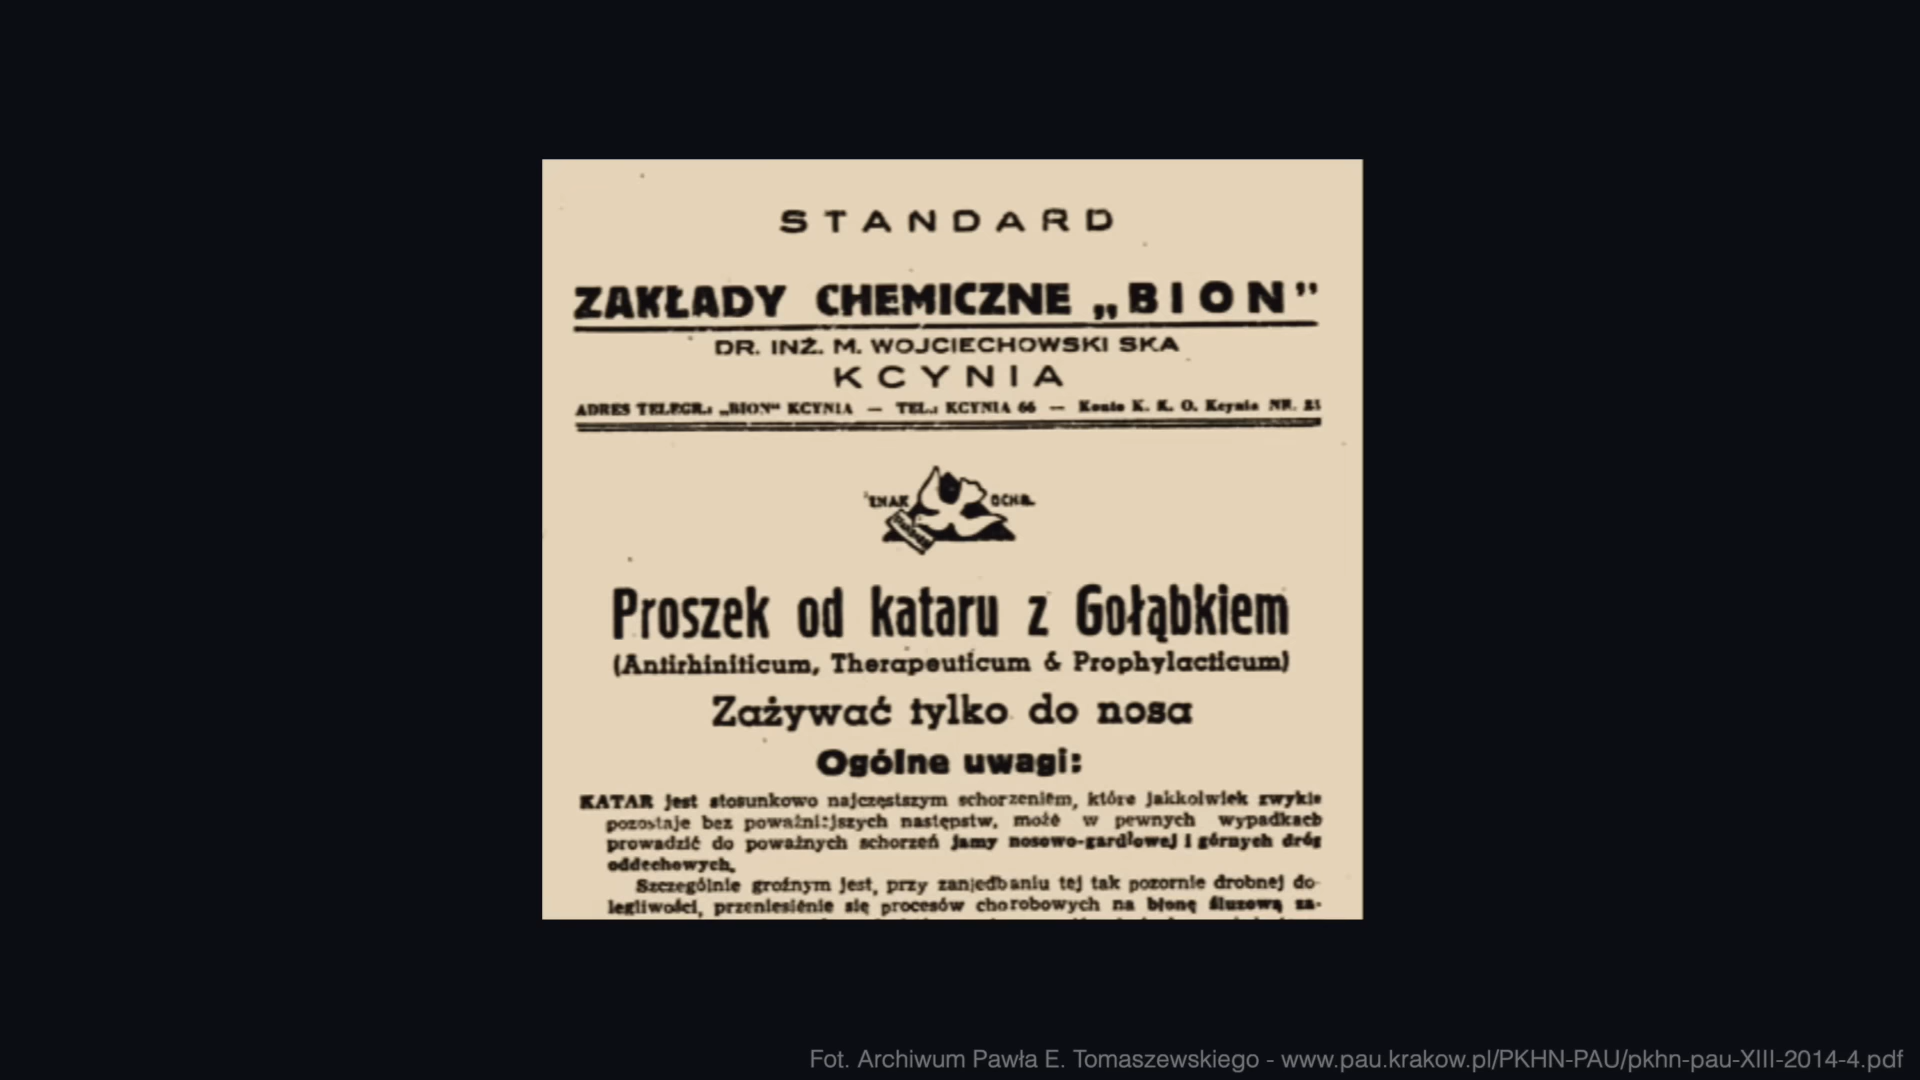 STANDARD
ZAKŁADY CHEMICZNE „BION"
DR. INŻ. M. WOJCIECHOWSKI SKA
KCYNIA
ADRES TELEGR.: „BION" KCYNIA — TEL.: KCYNIA 66 — Konto K. K. O. Kcynia NR. 21
ZNAK OCHR.
Proszek od kataru z Gołąbkiem
(Antirhiniticum, Therapeuticum & Prophylacticum)
Zażywać tylko do nosa
Ogólne uwagi:
KATAR jest stosunkowo najczęstszym schorzeniem, które jakkolwiek zwykle
pozostaje bez poważniejszych następstw, może w pewnych wypadkach
prowadzić do poważnych schorzeń jamy nosowo-gardłowej i górnych dróg
oddechowych.
Szczególnie groźnym jest, przy zaniedbaniu tej tak pozornie drobnej do-
legliwości, przeniesienie się procesów chorobowych na błonę śluzową za-
Fot. Archiwum Pawła E. Tomaszewskiego - www.pau.krakow.pl/PKHN-PAU/pkhn-pau-XIII-2014-4.pdf